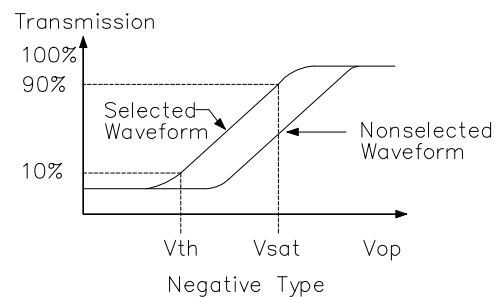 Transmission
100%
90%
Selected
Waveform
Nonselected
Waveform
10%
Vth
Vsat
Vop
Negative Type